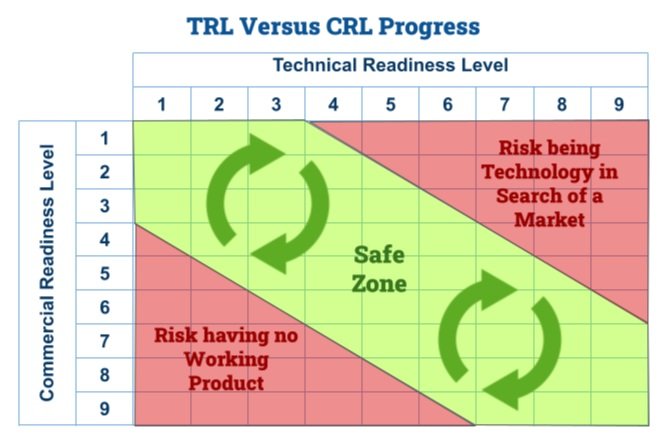 TRL Versus CRL Progress
Technical Readiness Level
1 2 3 4 5 6 7 8 9
Commercial Readiness Level
1
2
3
4
5
6
7
8
9
Risk being
Technology in
Search of a
Market
Safe
Zone
Risk having no
Working
Product